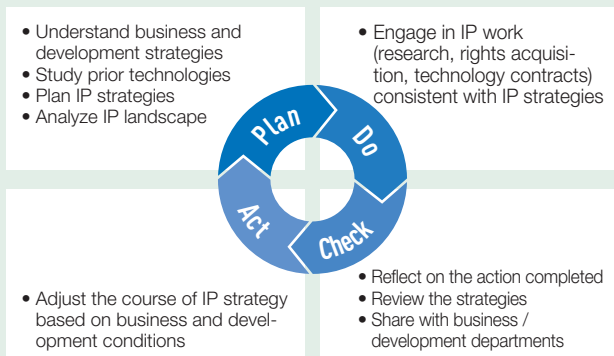 • Understand business and
development strategies
• Study prior technologies
• Plan IP strategies
• Analyze IP landscape
• Engage in IP work
(research, rights acquisi-
tion, technology contracts)
consistent with IP strategies
Plan
Do
Act
Check
• Adjust the course of IP strategy
based on business and devel-
opment conditions
• Reflect on the action completed
• Review the strategies
• Share with business /
development departments